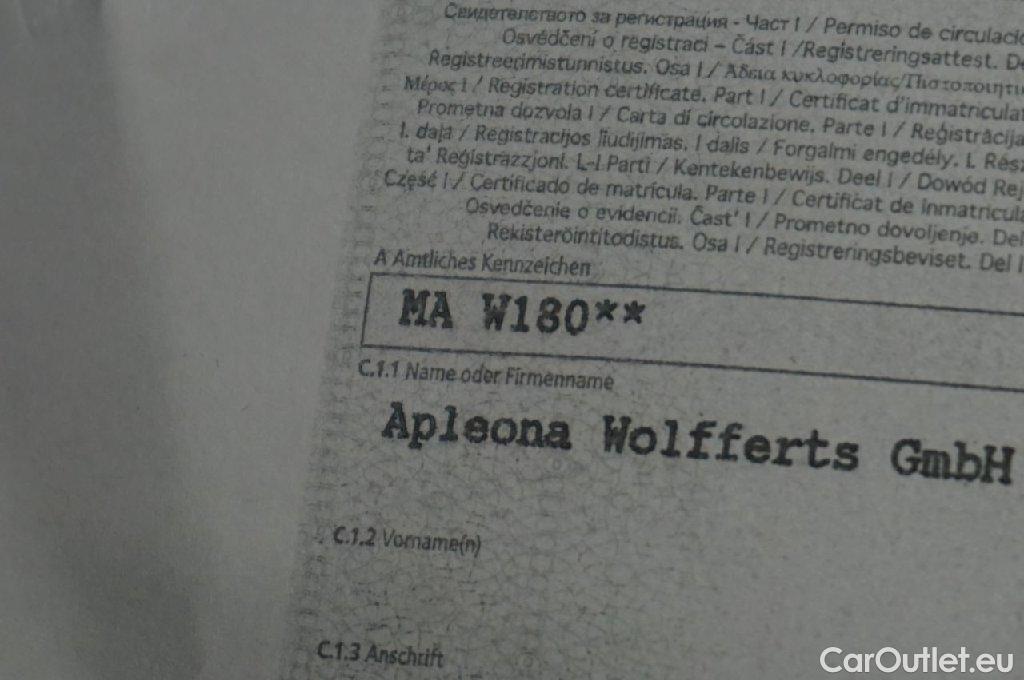 Свидетелството за регистрация - Част I / Permiso de circulació
Osvědčení o registraci – Část I /Registreringsattest. De
Registreerimistunnistus. Osa I / Άδεια κυκλοφορίας/Πιστοποιητι
Μέρος I / Registration certificate. Part I / Certificat d'immatriculat
Prometna dozvola I / Carta di circolazione. Parte I / Reģistrācija
I. daļa / Registracijos liudijimas. I dalis / Forgalmi engedély. I. Rész
ta' Reġistrazzjoni. L-I Parti / Kentekenbewijs. Deel I / Dowód Rej
Część I / Certificado de matrícula. Parte I / Certificat de înmatricula
Osvedčenie o evidencii. Časť I / Prometno dovoljenje. Del
Rekisteröintitodistus. Osa I / Registreringsbeviset. Del I
A Amtliches Kennzeichen
MA W180**
C.1.1 Name oder Firmenname
Apleona Wolfferts GmbH
C.1.2 Vorname(n)
C.1.3 Anschrift
CarOutlet.eu